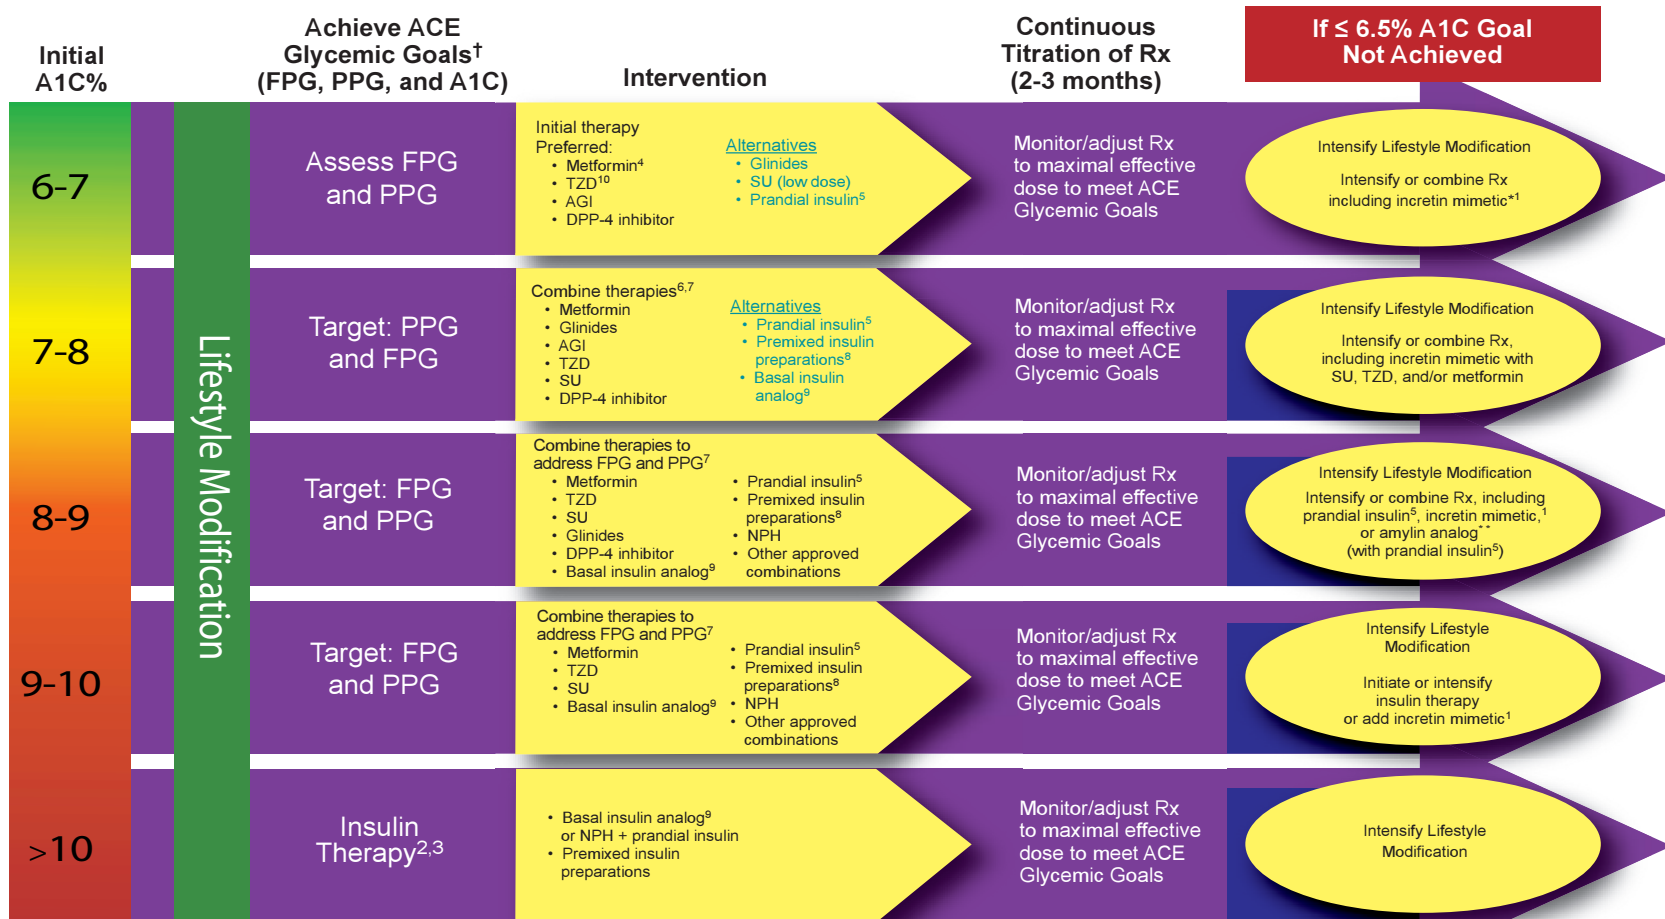 Initial
A1C%
Achieve ACE
Glycemic Goals†
(FPG, PPG, and A1C)
Intervention
Continuous
Titration of Rx
(2-3 months)
If ≤ 6.5% A1C Goal
Not Achieved
Lifestyle Modification
6-7
Assess FPG
and PPG
Initial therapy
Preferred:
• Metformin⁴
• TZD¹⁰
• AGI
• DPP-4 inhibitor
Alternatives
• Glinides
• SU (low dose)
• Prandial insulin⁵
Monitor/adjust Rx
to maximal effective
dose to meet ACE
Glycemic Goals
Intensify Lifestyle Modification
Intensify or combine Rx
including incretin mimetic*¹
7-8
Target: PPG
and FPG
Combine therapies⁶,⁷
• Metformin
• Glinides
• AGI
• TZD
• SU
• DPP-4 inhibitor
Alternatives
• Prandial insulin⁵
• Premixed insulin
preparations⁸
• Basal insulin
analog⁹
Monitor/adjust Rx
to maximal effective
dose to meet ACE
Glycemic Goals
Intensify Lifestyle Modification
Intensify or combine Rx,
including incretin mimetic with
SU, TZD, and/or metformin
8-9
Target: FPG
and PPG
Combine therapies to
address FPG and PPG⁷
• Metformin
• TZD
• SU
• Glinides
• DPP-4 inhibitor
• Basal insulin analog⁹
• Prandial insulin⁵
• Premixed insulin
preparations⁸
• NPH
• Other approved
combinations
Monitor/adjust Rx
to maximal effective
dose to meet ACE
Glycemic Goals
Intensify Lifestyle Modification
Intensify or combine Rx, including
prandial insulin⁵, incretin mimetic,¹
or amylin analog**
(with prandial insulin⁵)
9-10
Target: FPG
and PPG
Combine therapies to
address FPG and PPG⁷
• Metformin
• TZD
• SU
• Basal insulin analog⁹
• Prandial insulin⁵
• Premixed insulin
preparations⁸
• NPH
• Other approved
combinations
Monitor/adjust Rx
to maximal effective
dose to meet ACE
Glycemic Goals
Intensify Lifestyle
Modification
Initiate or intensify
insulin therapy
or add incretin mimetic¹
>10
Insulin
Therapy²,³
• Basal insulin analog⁹
or NPH + prandial insulin
• Premixed insulin
preparations
Monitor/adjust Rx
to maximal effective
dose to meet ACE
Glycemic Goals
Intensify Lifestyle
Modification